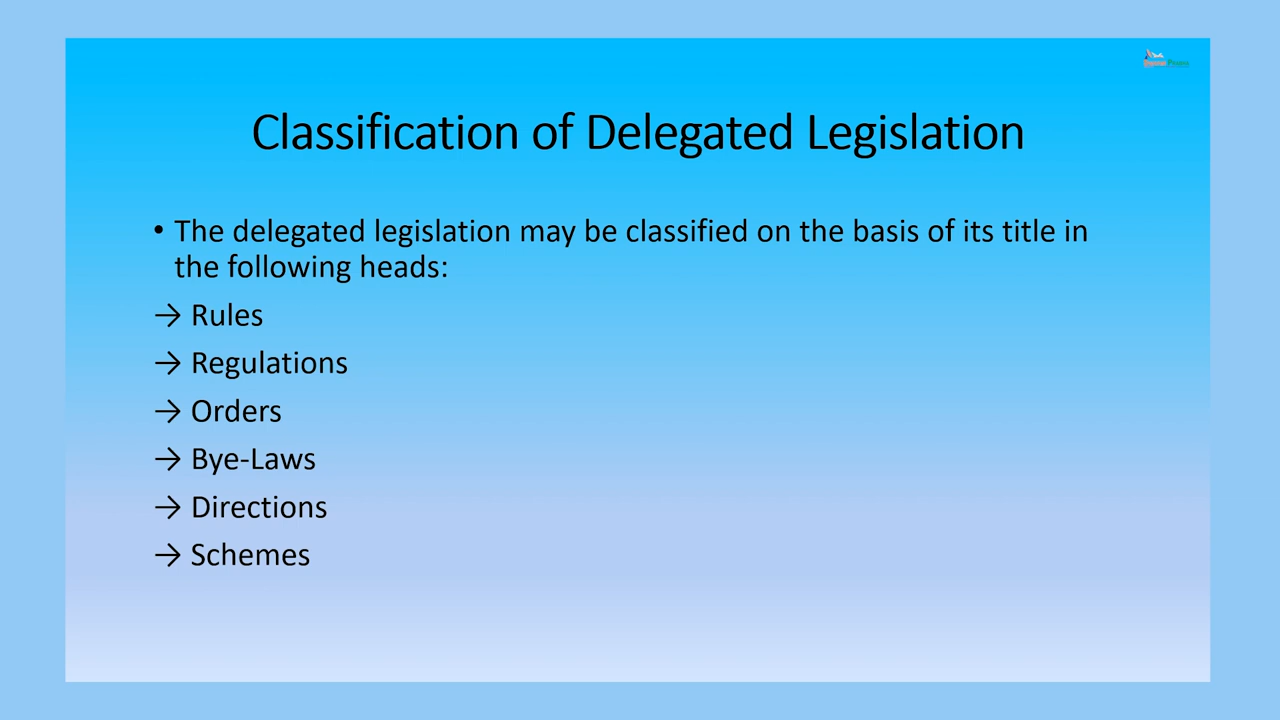 Classification of Delegated Legislation
• The delegated legislation may be classified on the basis of its title in
the following heads:
→ Rules
→ Regulations
→ Orders
→ Bye-Laws
→ Directions
→ Schemes